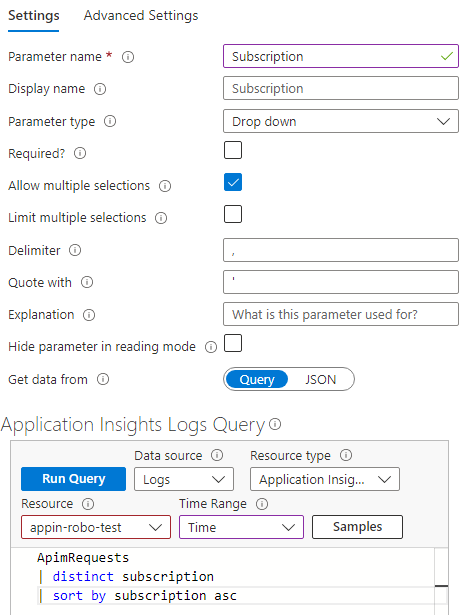 Settings Advanced Settings
Parameter name * Subscription
Display name Subscription
Parameter type Drop down
Required?
Allow multiple selections
Limit multiple selections
Delimiter ,
Quote with '
Explanation What is this parameter used for?
Hide parameter in reading mode
Get data from Query JSON
Application Insights Logs Query
Data source Resource type
Run Query Logs Application Insig...
Resource Time Range
appin-robo-test Time Samples
ApimRequests
| distinct subscription
| sort by subscription asc